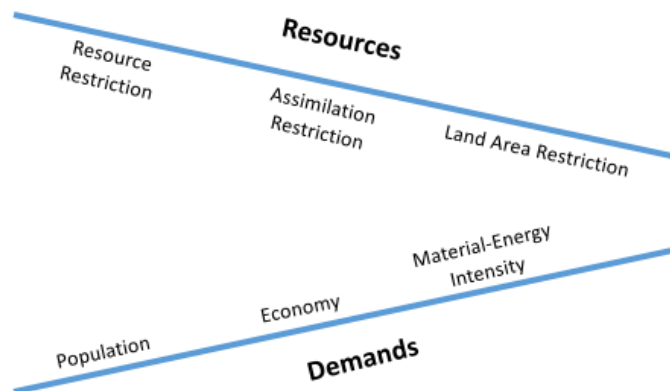 Resources
Resource
Restriction
Assimilation
Restriction
Land Area Restriction
Material-Energy
Intensity
Economy
Population
Demands